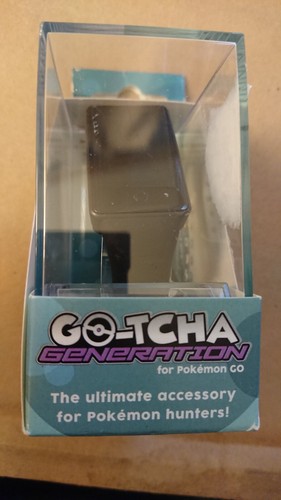 GO-TCHA
GENERATION
for Pokémon GO
The ultimate accessory
for Pokémon hunters!